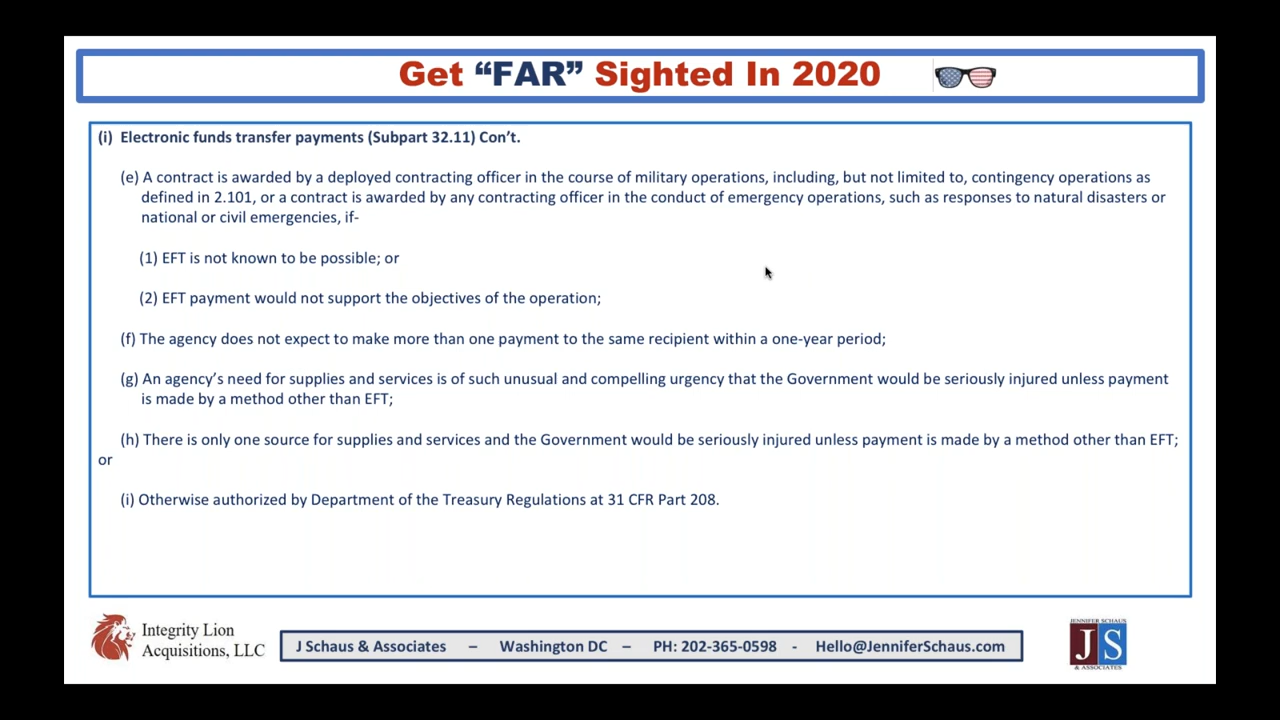 Get “FAR” Sighted In 2020
(i) Electronic funds transfer payments (Subpart 32.11) Con’t.
(e) A contract is awarded by a deployed contracting officer in the course of military operations, including, but not limited to, contingency operations as
defined in 2.101, or a contract is awarded by any contracting officer in the conduct of emergency operations, such as responses to natural disasters or
national or civil emergencies, if-
(1) EFT is not known to be possible; or
(2) EFT payment would not support the objectives of the operation;
(f) The agency does not expect to make more than one payment to the same recipient within a one-year period;
(g) An agency’s need for supplies and services is of such unusual and compelling urgency that the Government would be seriously injured unless payment
is made by a method other than EFT;
(h) There is only one source for supplies and services and the Government would be seriously injured unless payment is made by a method other than EFT;
or
(i) Otherwise authorized by Department of the Treasury Regulations at 31 CFR Part 208.
Integrity Lion
Acquisitions, LLC
J Schaus & Associates – Washington DC – PH: 202-365-0598 - Hello@JenniferSchaus.com
JENNIFER SCHAUS
J S
& ASSOCIATES